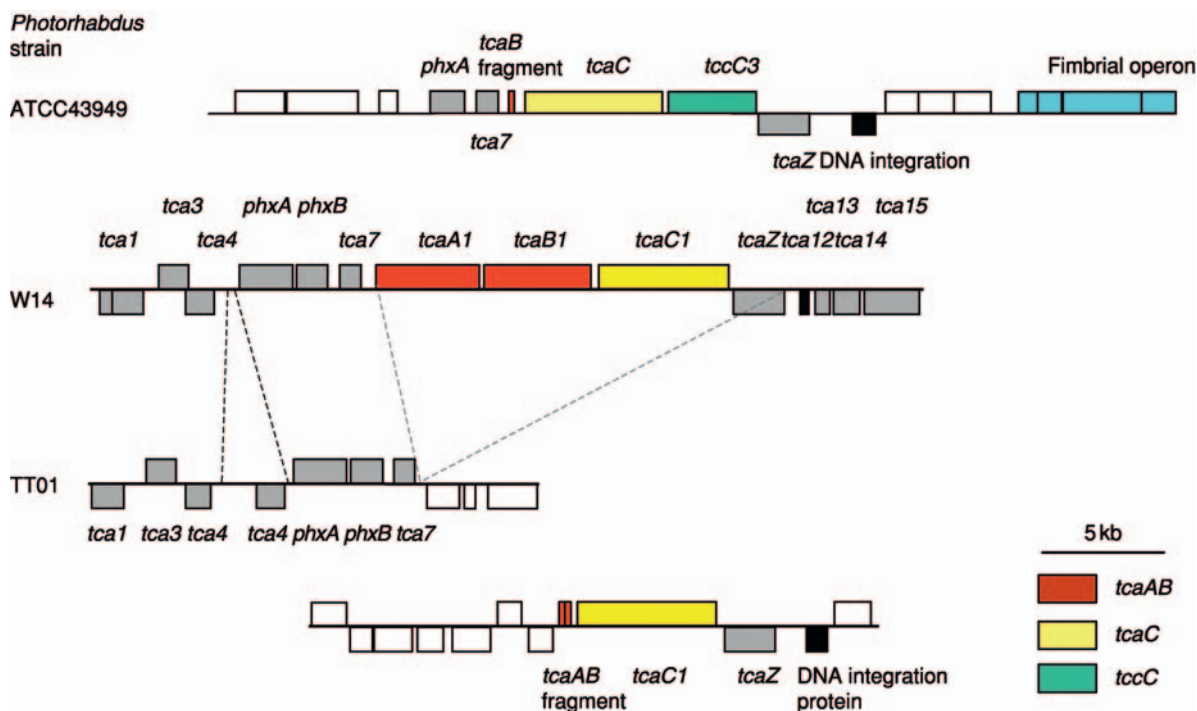 Photorhabdus
strain
tcaB
phxA fragment tcaC tccC3 Fimbrial operon
ATCC43949
tca7 tcaZ DNA integration
tca3 phxA phxB tca13 tca15
tca1 tca4 tca7 tcaA1 tcaB1 tcaC1 tcaZ tca12 tca14
W14
TT01
tca1 tca3 tca4 tca4 phxA phxB tca7
5 kb
tcaAB
tcaC
tccC
tcaAB tcaC1 tcaZ DNA integration
fragment protein